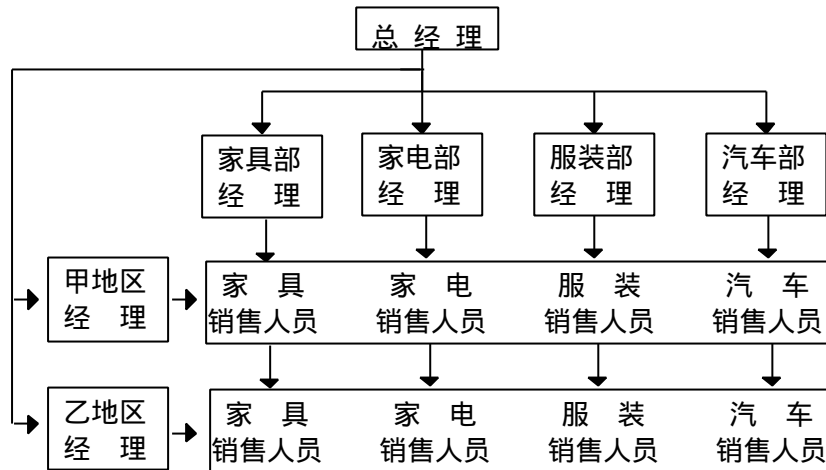 总 经 理
家具部
经 理
家电部
经 理
服装部
经 理
汽车部
经 理
甲地区
经 理
家 具
销售人员
家 电
销售人员
服 装
销售人员
汽 车
销售人员
乙地区
经 理
家 具
销售人员
家 电
销售人员
服 装
销售人员
汽 车
销售人员